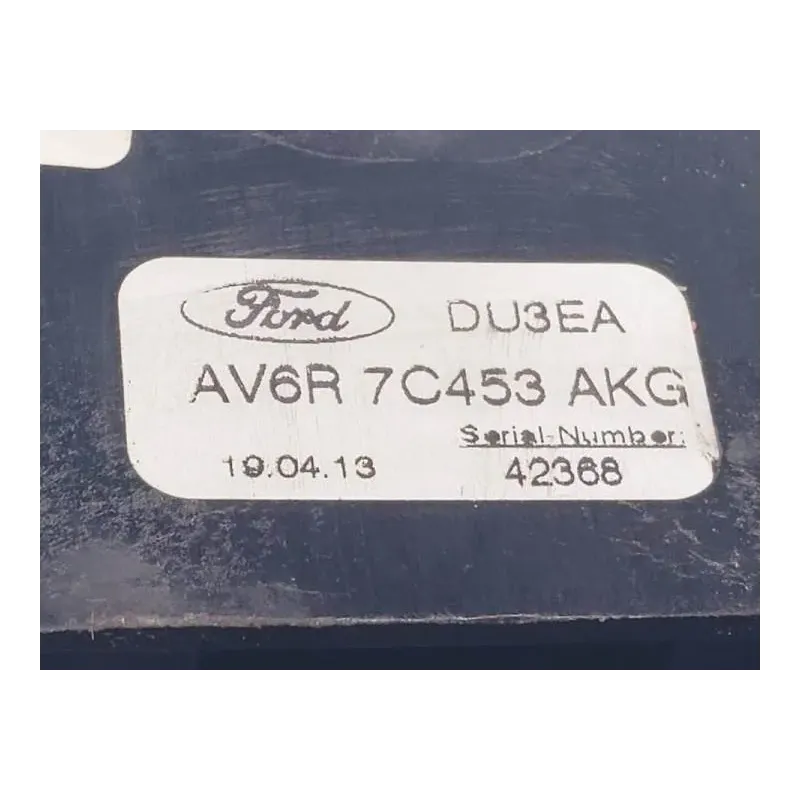 Ford DU3EA
AV6R 7C453 AKG
Serial-Number:
19.04.13 42368